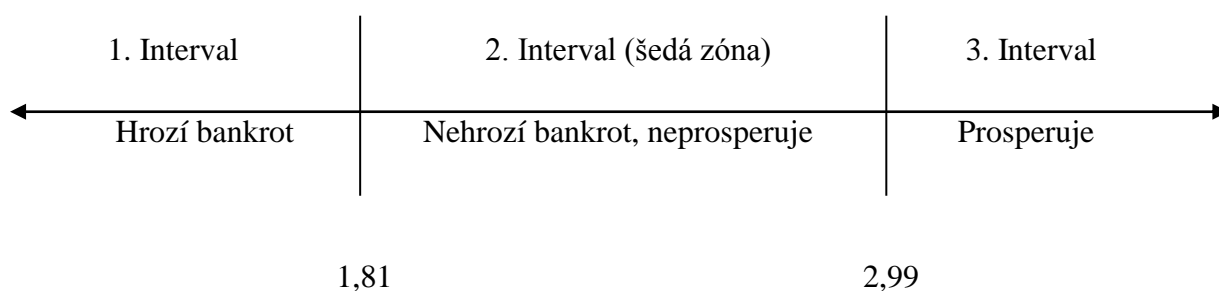 1. Interval 2. Interval (šedá zóna) 3. Interval
Hrozí bankrot Nehrozí bankrot, neprosperuje Prosperuje
1,81 2,99